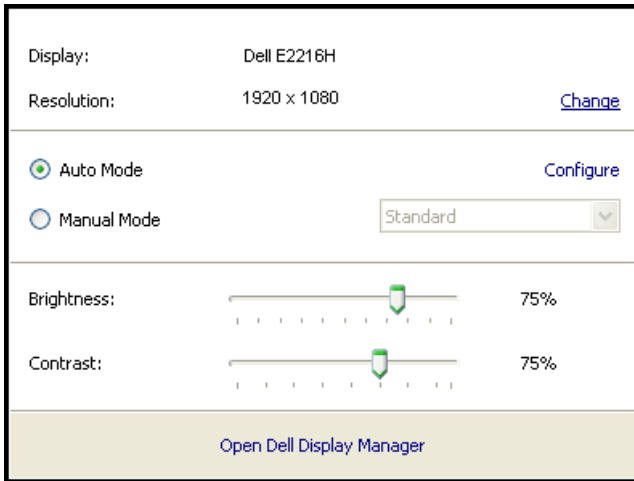 Display: Dell E2216H
Resolution: 1920 x 1080 Change
Auto Mode Configure
Manual Mode Standard
Brightness: 75%
Contrast: 75%
Open Dell Display Manager